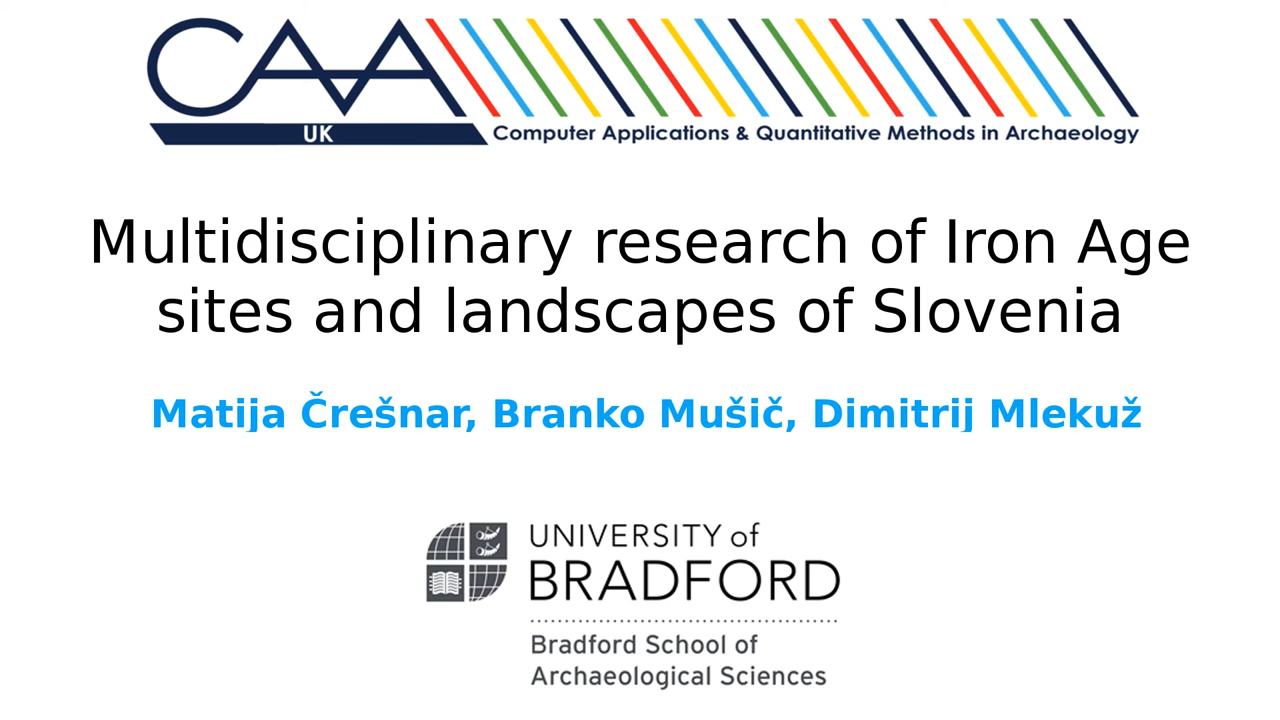 CAA
UK
Computer Applications & Quantitative Methods in Archaeology
Multidisciplinary research of Iron Age
sites and landscapes of Slovenia
Matija Črešnar, Branko Mušič, Dimitrij Mlekuž
UNIVERSITY of
BRADFORD
Bradford School of
Archaeological Sciences